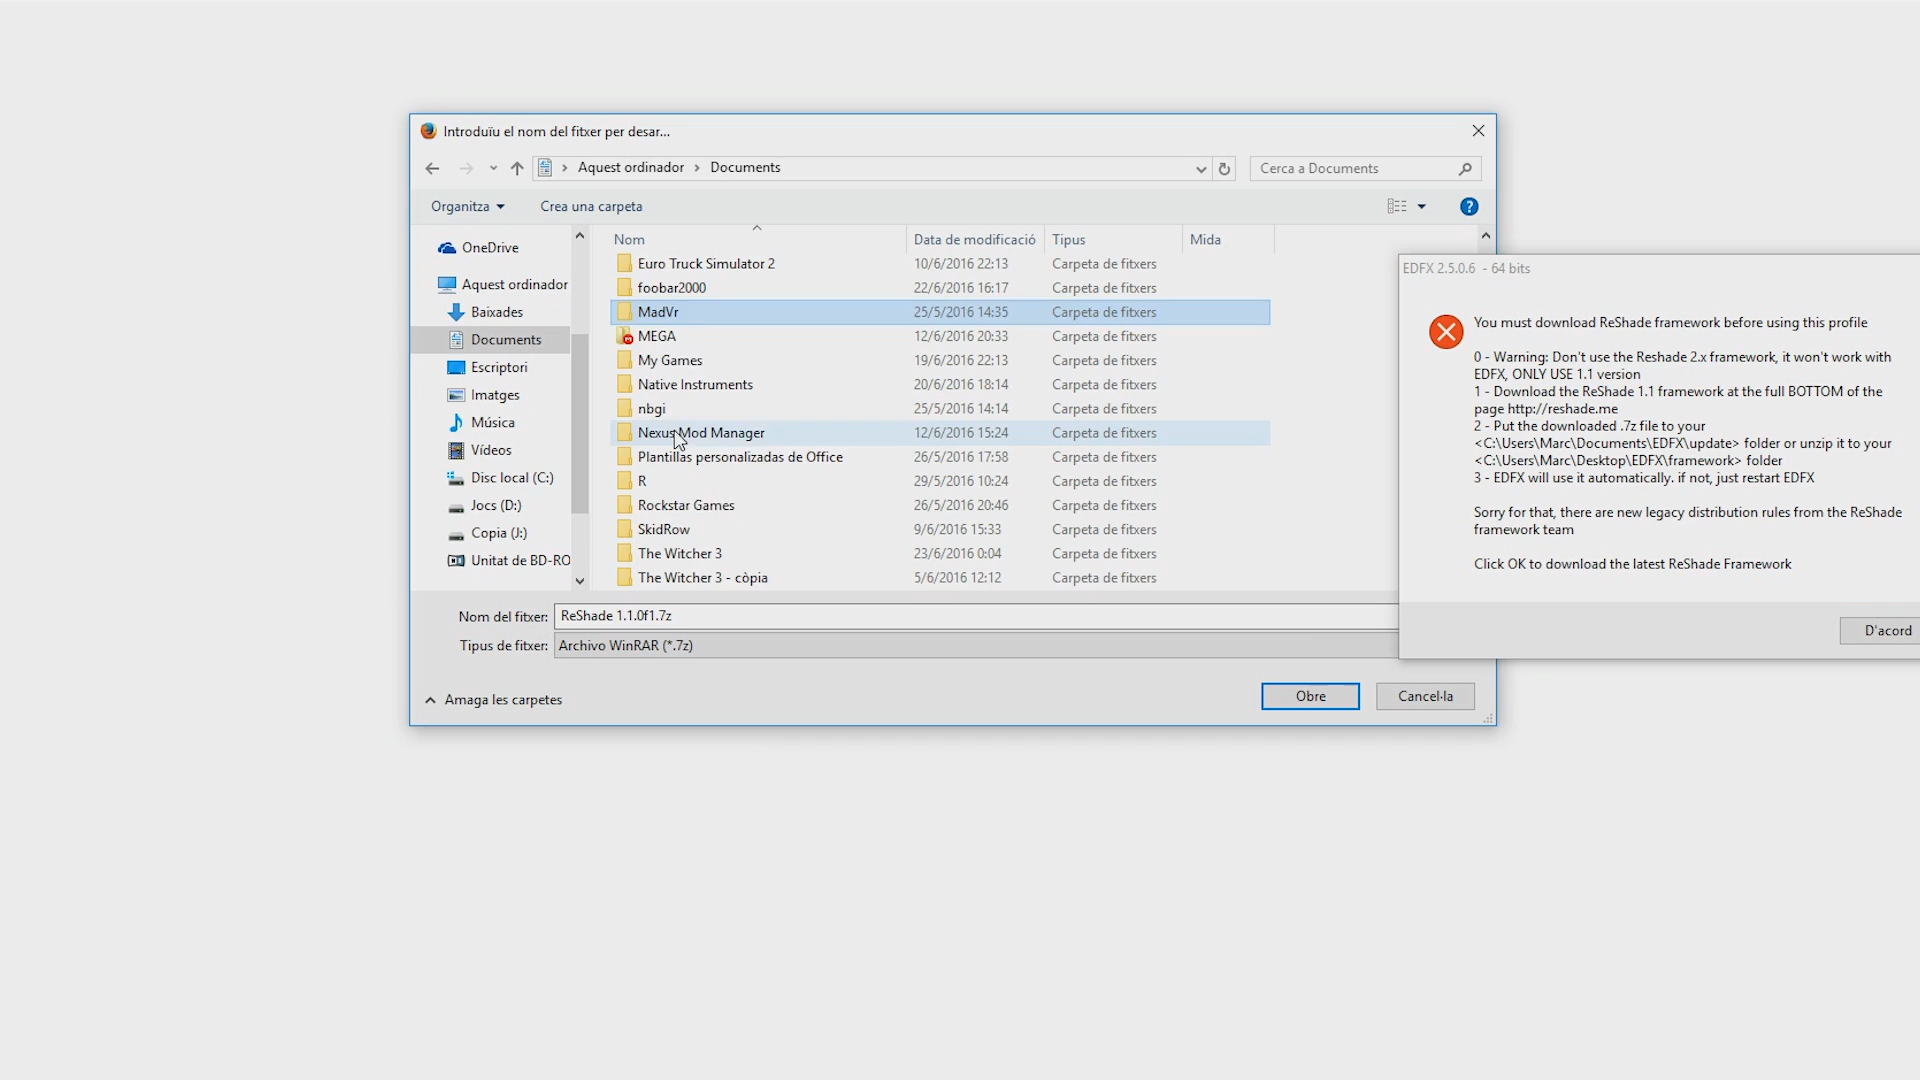 Introduïu el nom del fitxer per desar...
Aquest ordinador > Documents
Cerca a Documents
Organitza
Crea una carpeta
OneDrive
Aquest ordinador
Baixades
Documents
Escriptori
Imatges
Música
Vídeos
Disc local (C:)
Jocs (D:)
Copia (J:)
Unitat de BD-RO
Nom Data de modificació Tipus Mida
Euro Truck Simulator 2 10/6/2016 22:13 Carpeta de fitxers
foobar2000 22/6/2016 16:17 Carpeta de fitxers
MadVr 25/5/2016 14:35 Carpeta de fitxers
MEGA 12/6/2016 20:33 Carpeta de fitxers
My Games 19/6/2016 22:13 Carpeta de fitxers
Native Instruments 20/6/2016 18:14 Carpeta de fitxers
nbgi 25/5/2016 14:14 Carpeta de fitxers
Nexus Mod Manager 12/6/2016 15:24 Carpeta de fitxers
Plantillas personalizadas de Office 26/5/2016 17:58 Carpeta de fitxers
R 29/5/2016 10:24 Carpeta de fitxers
Rockstar Games 26/5/2016 20:46 Carpeta de fitxers
SkidRow 9/6/2016 15:33 Carpeta de fitxers
The Witcher 3 23/6/2016 0:04 Carpeta de fitxers
The Witcher 3 - còpia 5/6/2016 12:12 Carpeta de fitxers
Nom del fitxer: ReShade 1.1.0f1.7z
Tipus de fitxer: Archivo WinRAR (*.7z)
Amaga les carpetes
Obre
Cancel·la
EDFX 2.5.0.6 - 64 bits
You must download ReShade framework before using this profile
0 - Warning: Don't use the Reshade 2.x framework, it won't work with
EDFX, ONLY USE 1.1 version
1 - Download the ReShade 1.1 framework at the full BOTTOM of the
page http://reshade.me
2 - Put the downloaded .7z file to your
<C:\Users\Marc\Documents\EDFX\update> folder or unzip it to your
<C:\Users\Marc\Desktop\EDFX\framework> folder
3 - EDFX will use it automatically. if not, just restart EDFX
Sorry for that, there are new legacy distribution rules from the ReShade
framework team
Click OK to download the latest ReShade Framework
D'acord